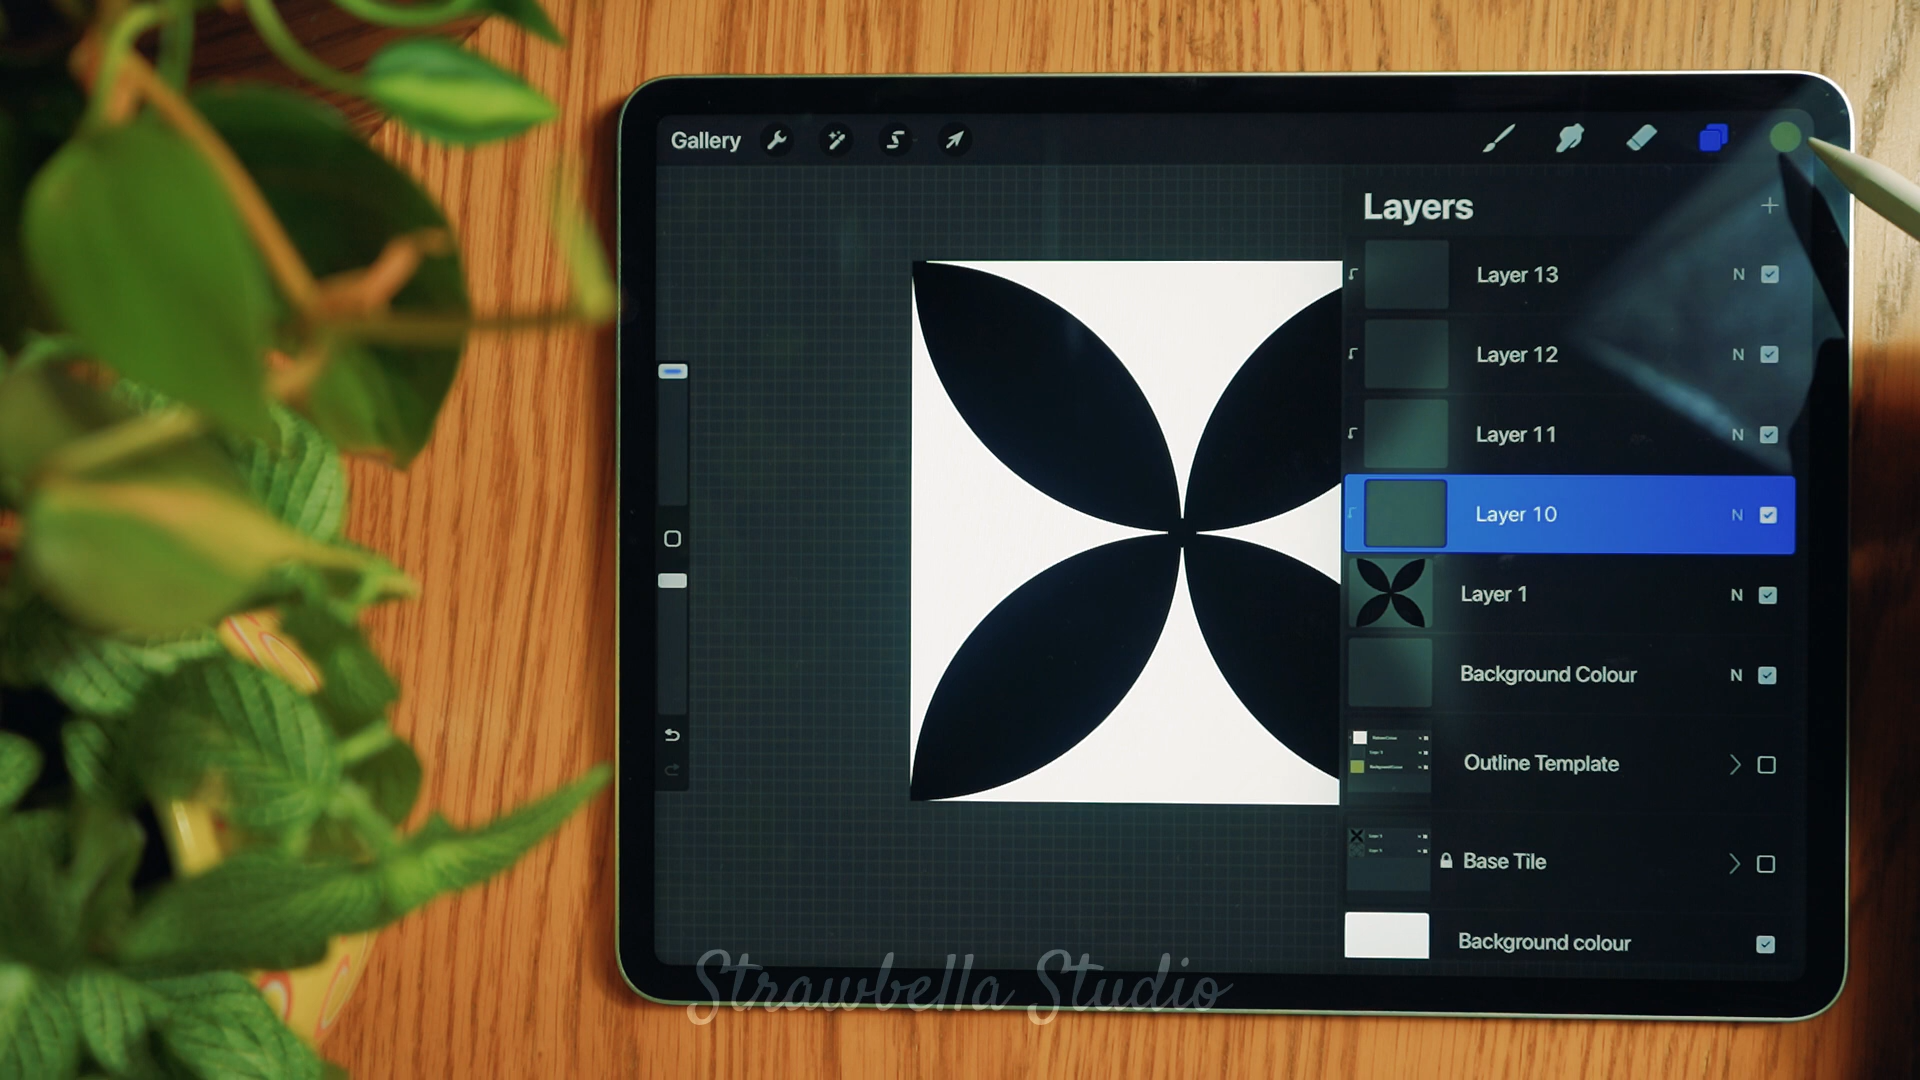 Gallery
Layers
Layer 13 N
Layer 12 N
Layer 11 N
Layer 10 N
Layer 1 N
Background Colour N
Outline Template
Base Tile
Background colour
Strawbella Studio